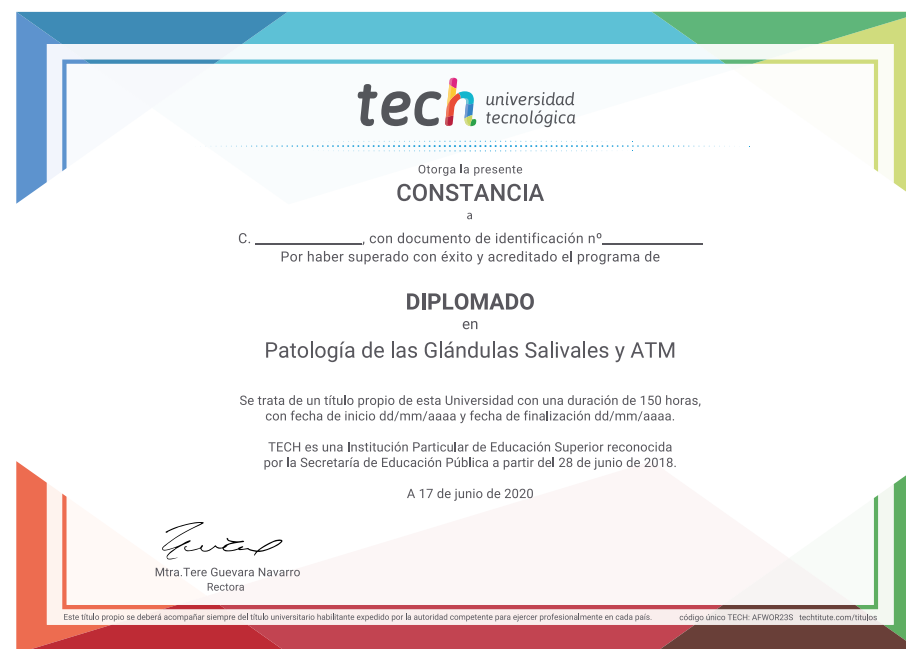 tech universidad
tecnológica
Otorga la presente
CONSTANCIA
a
C. ____________, con documento de identificación nº____________
Por haber superado con éxito y acreditado el programa de
DIPLOMADO
en
Patología de las Glándulas Salivales y ATM
Se trata de un título propio de esta Universidad con una duración de 150 horas,
con fecha de inicio dd/mm/aaaa y fecha de finalización dd/mm/aaaa.
TECH es una Institución Particular de Educación Superior reconocida
por la Secretaría de Educación Pública a partir del 28 de junio de 2018.
A 17 de junio de 2020
Mtra.Tere Guevara Navarro
Rectora
Este título propio se deberá acompañar siempre del título universitario habilitante expedido por la autoridad competente para ejercer profesionalmente en cada país. código único TECH: AFWOR23S techtitute.com/titulos